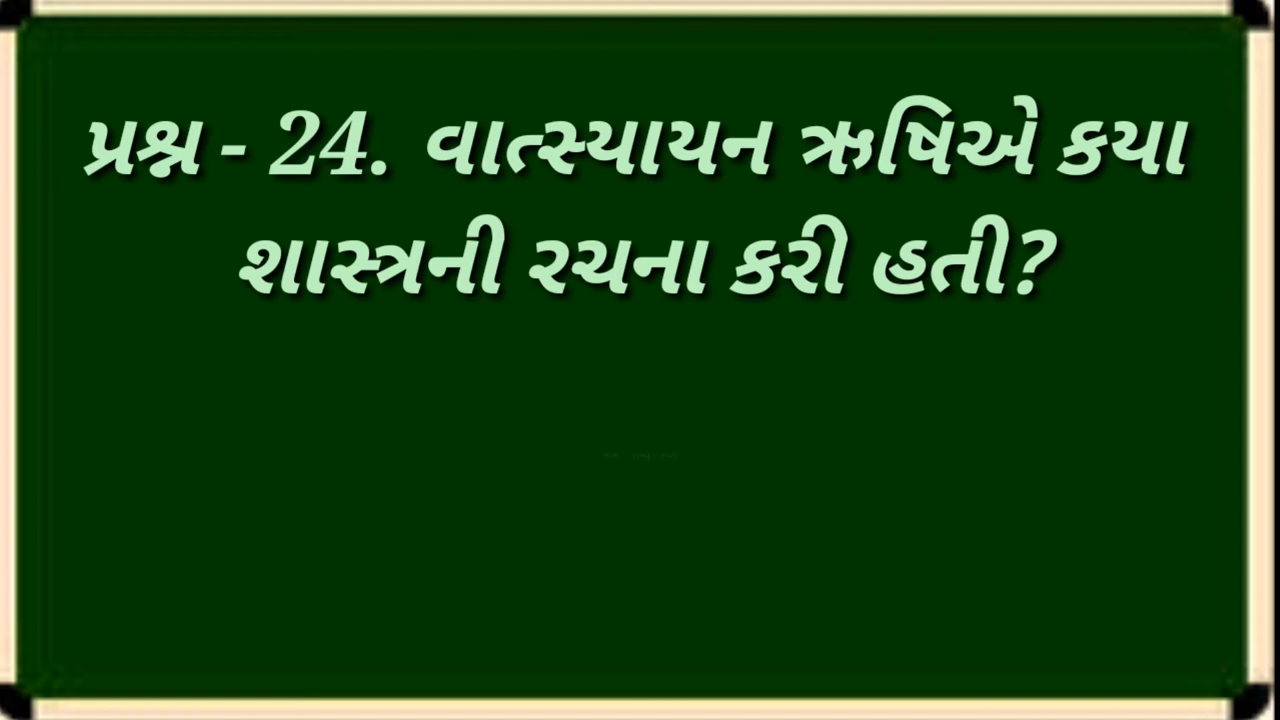 પ્રશ્ન - 24. વાત્સ્યાયન ઋષિએ કયા
શાસ્ત્રની રચના કરી હતી?